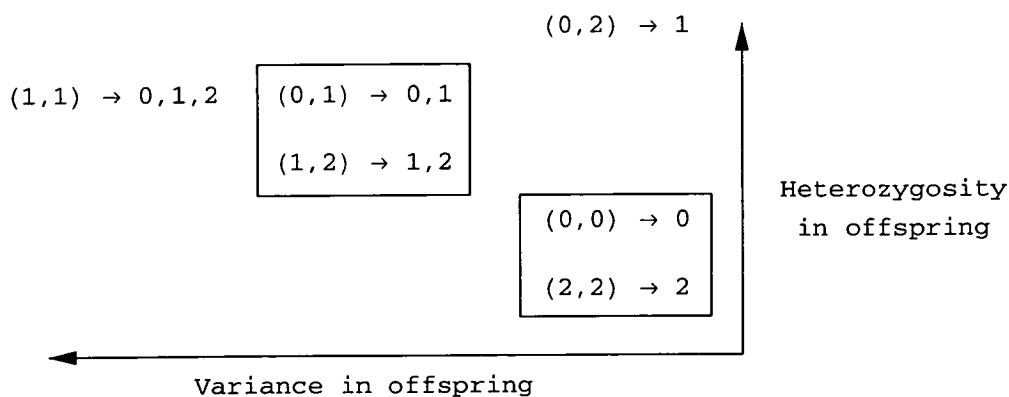 (0,2) → 1
(1,1) → 0,1,2
(0,1) → 0,1
(1,2) → 1,2
Heterozygosity
in offspring
(0,0) → 0
(2,2) → 2
Variance in offspring